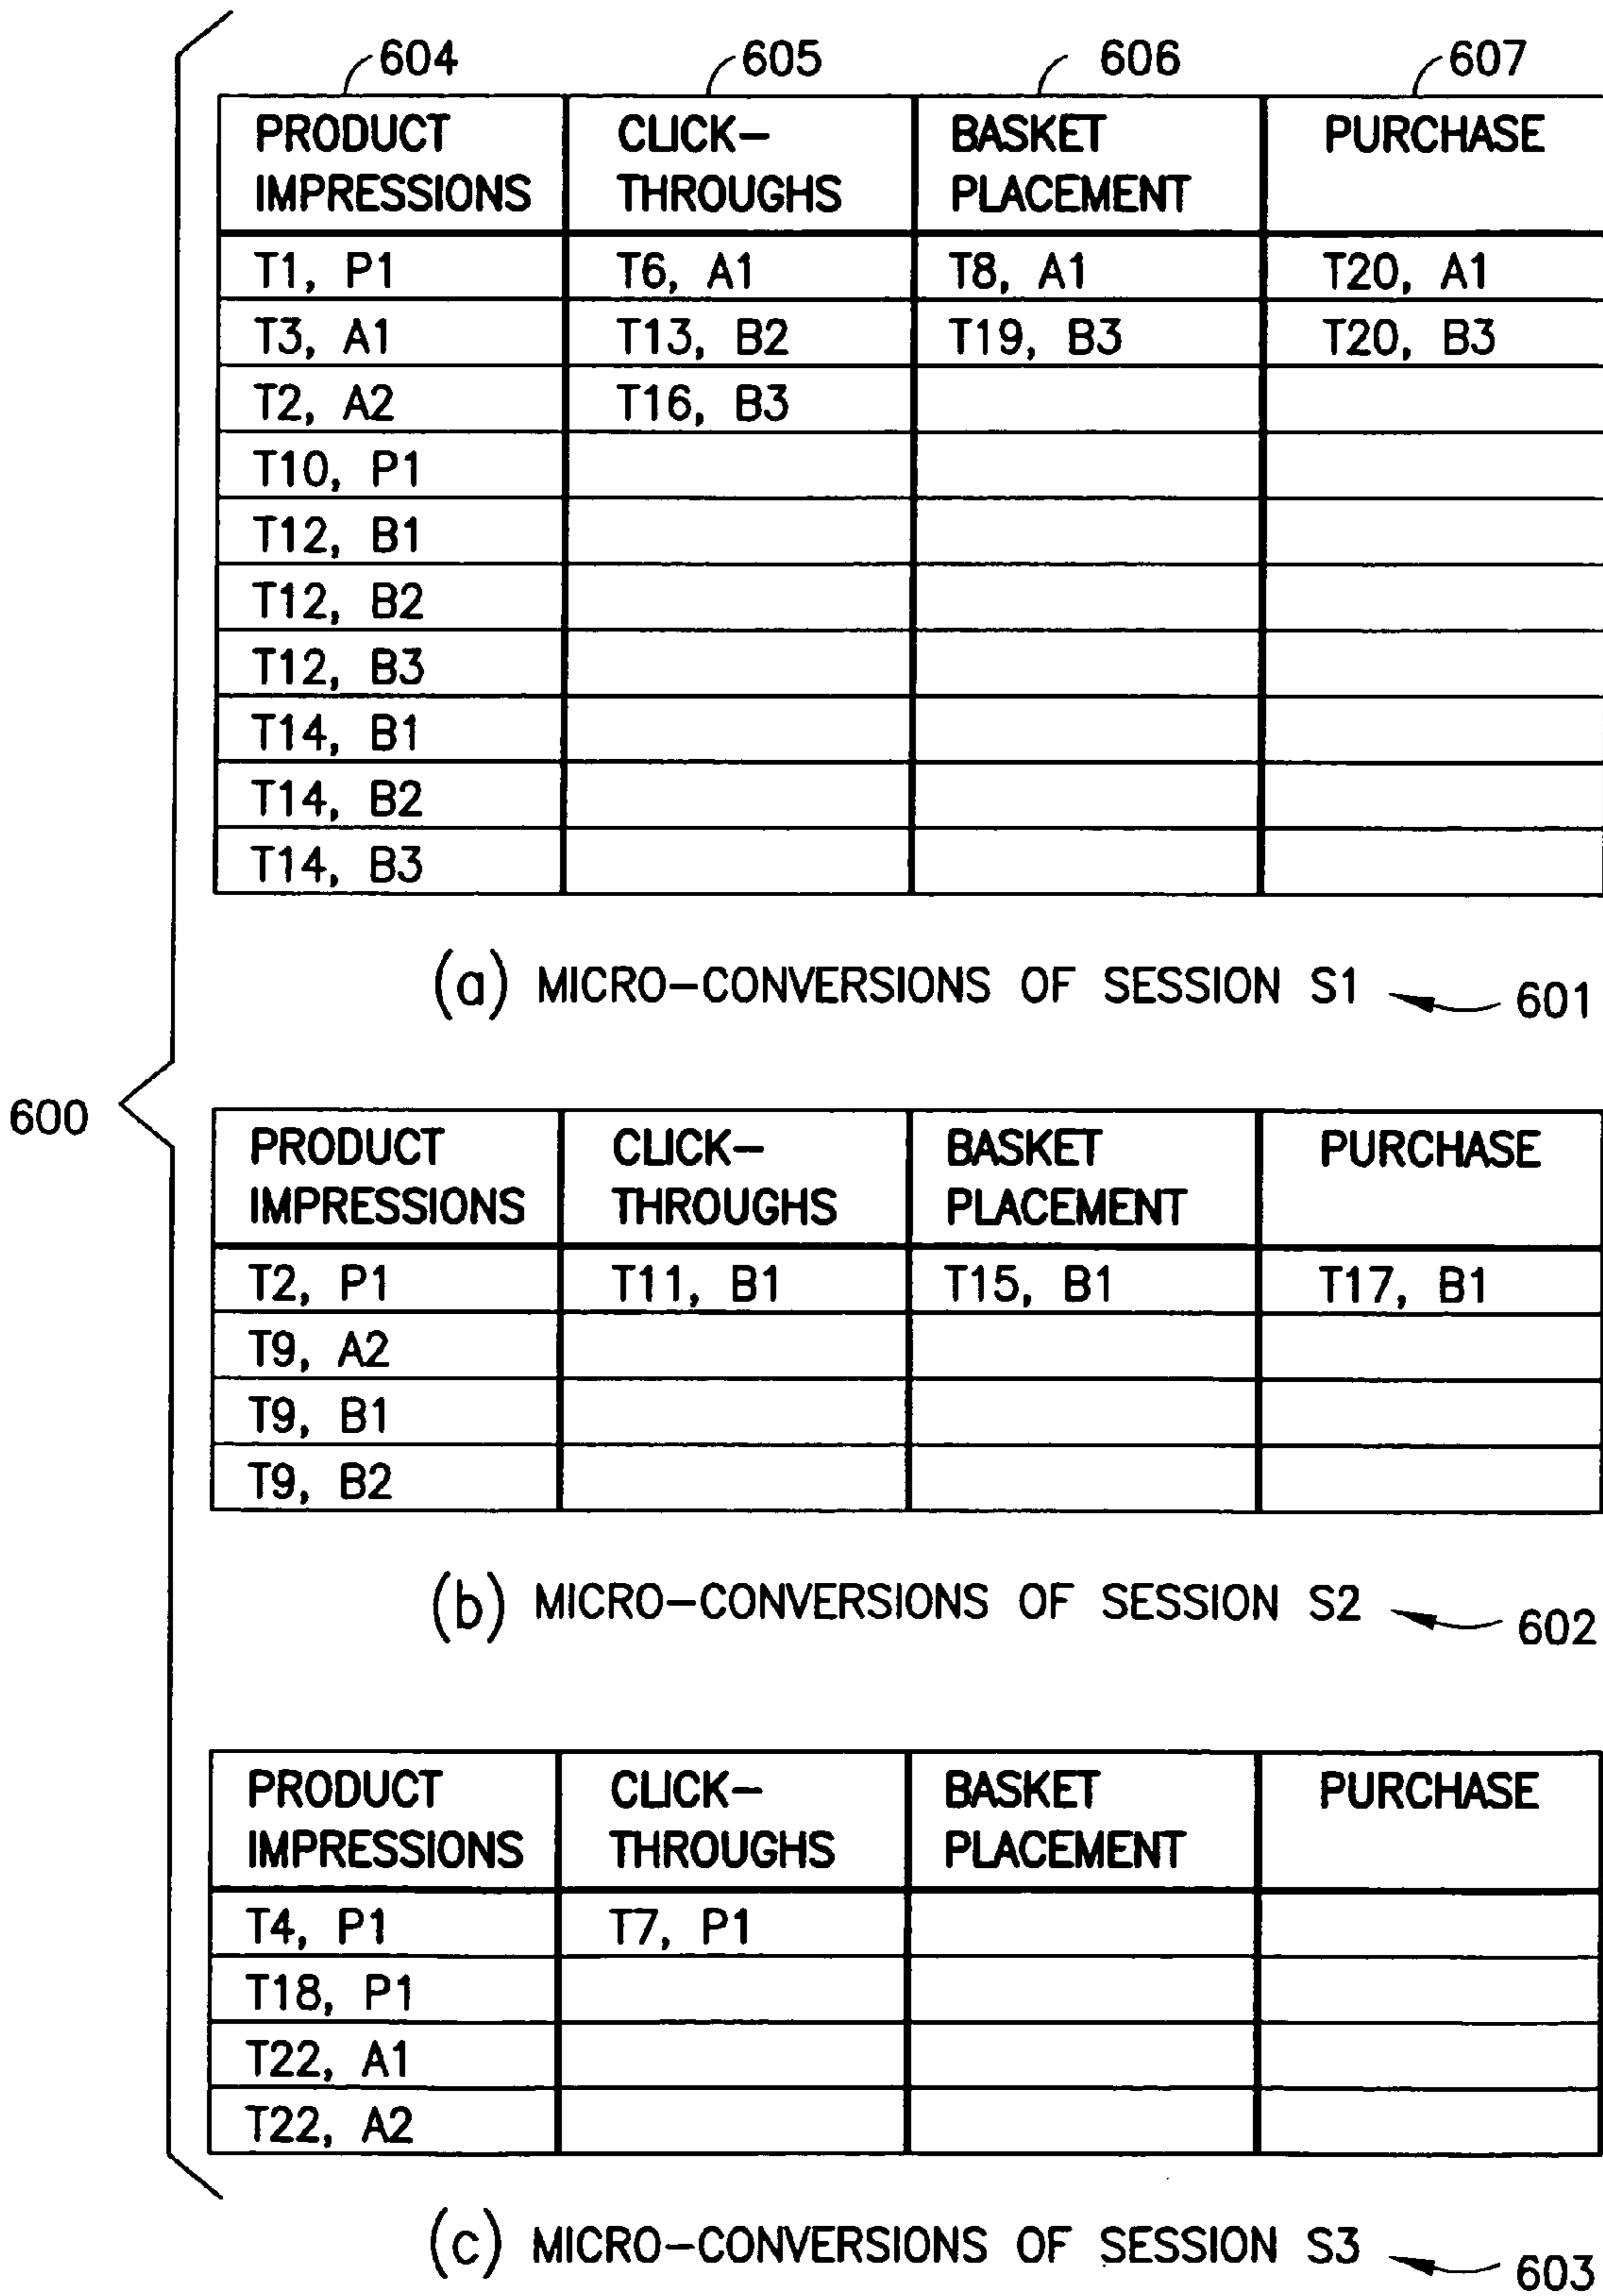 604 605 606 607
PRODUCT IMPRESSIONS CLICK-THROUGHS BASKET PLACEMENT PURCHASE
T1, P1 T6, A1 T8, A1 T20, A1
T3, A1 T13, B2 T19, B3 T20, B3
T2, A2 T16, B3
T10, P1
T12, B1
T12, B2
T12, B3
T14, B1
T14, B2
T14, B3
(a) MICRO-CONVERSIONS OF SESSION S1 601
600
PRODUCT IMPRESSIONS CLICK-THROUGHS BASKET PLACEMENT PURCHASE
T2, P1 T11, B1 T15, B1 T17, B1
T9, A2
T9, B1
T9, B2
(b) MICRO-CONVERSIONS OF SESSION S2 602
PRODUCT IMPRESSIONS CLICK-THROUGHS BASKET PLACEMENT PURCHASE
T4, P1 T7, P1
T18, P1
T22, A1
T22, A2
(c) MICRO-CONVERSIONS OF SESSION S3 603